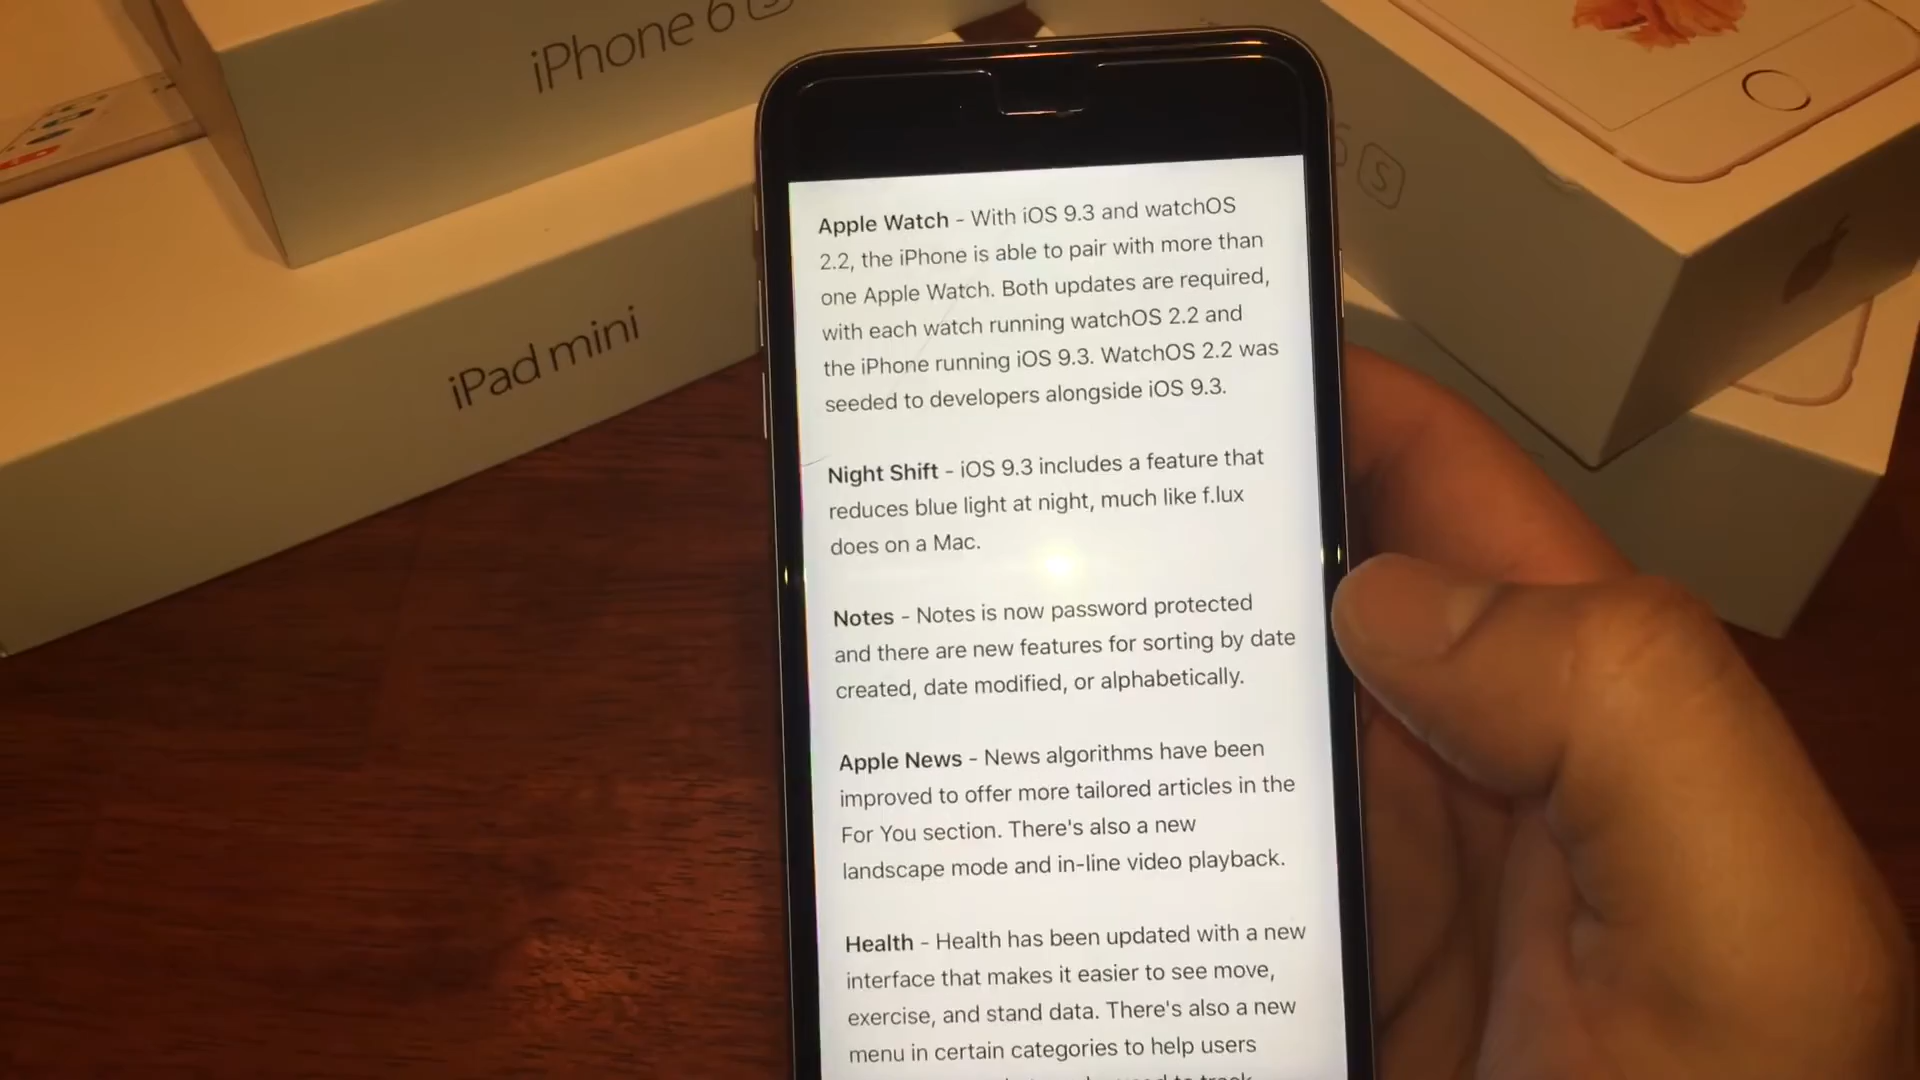 iPhone 6 S
iPad mini
6 S
Apple Watch - With iOS 9.3 and watchOS
2.2, the iPhone is able to pair with more than
one Apple Watch. Both updates are required,
with each watch running watchOS 2.2 and
the iPhone running iOS 9.3. WatchOS 2.2 was
seeded to developers alongside iOS 9.3.
Night Shift - iOS 9.3 includes a feature that
reduces blue light at night, much like f.lux
does on a Mac.
Notes - Notes is now password protected
and there are new features for sorting by date
created, date modified, or alphabetically.
Apple News - News algorithms have been
improved to offer more tailored articles in the
For You section. There's also a new
landscape mode and in-line video playback.
Health - Health has been updated with a new
interface that makes it easier to see move,
exercise, and stand data. There's also a new
menu in certain categories to help users